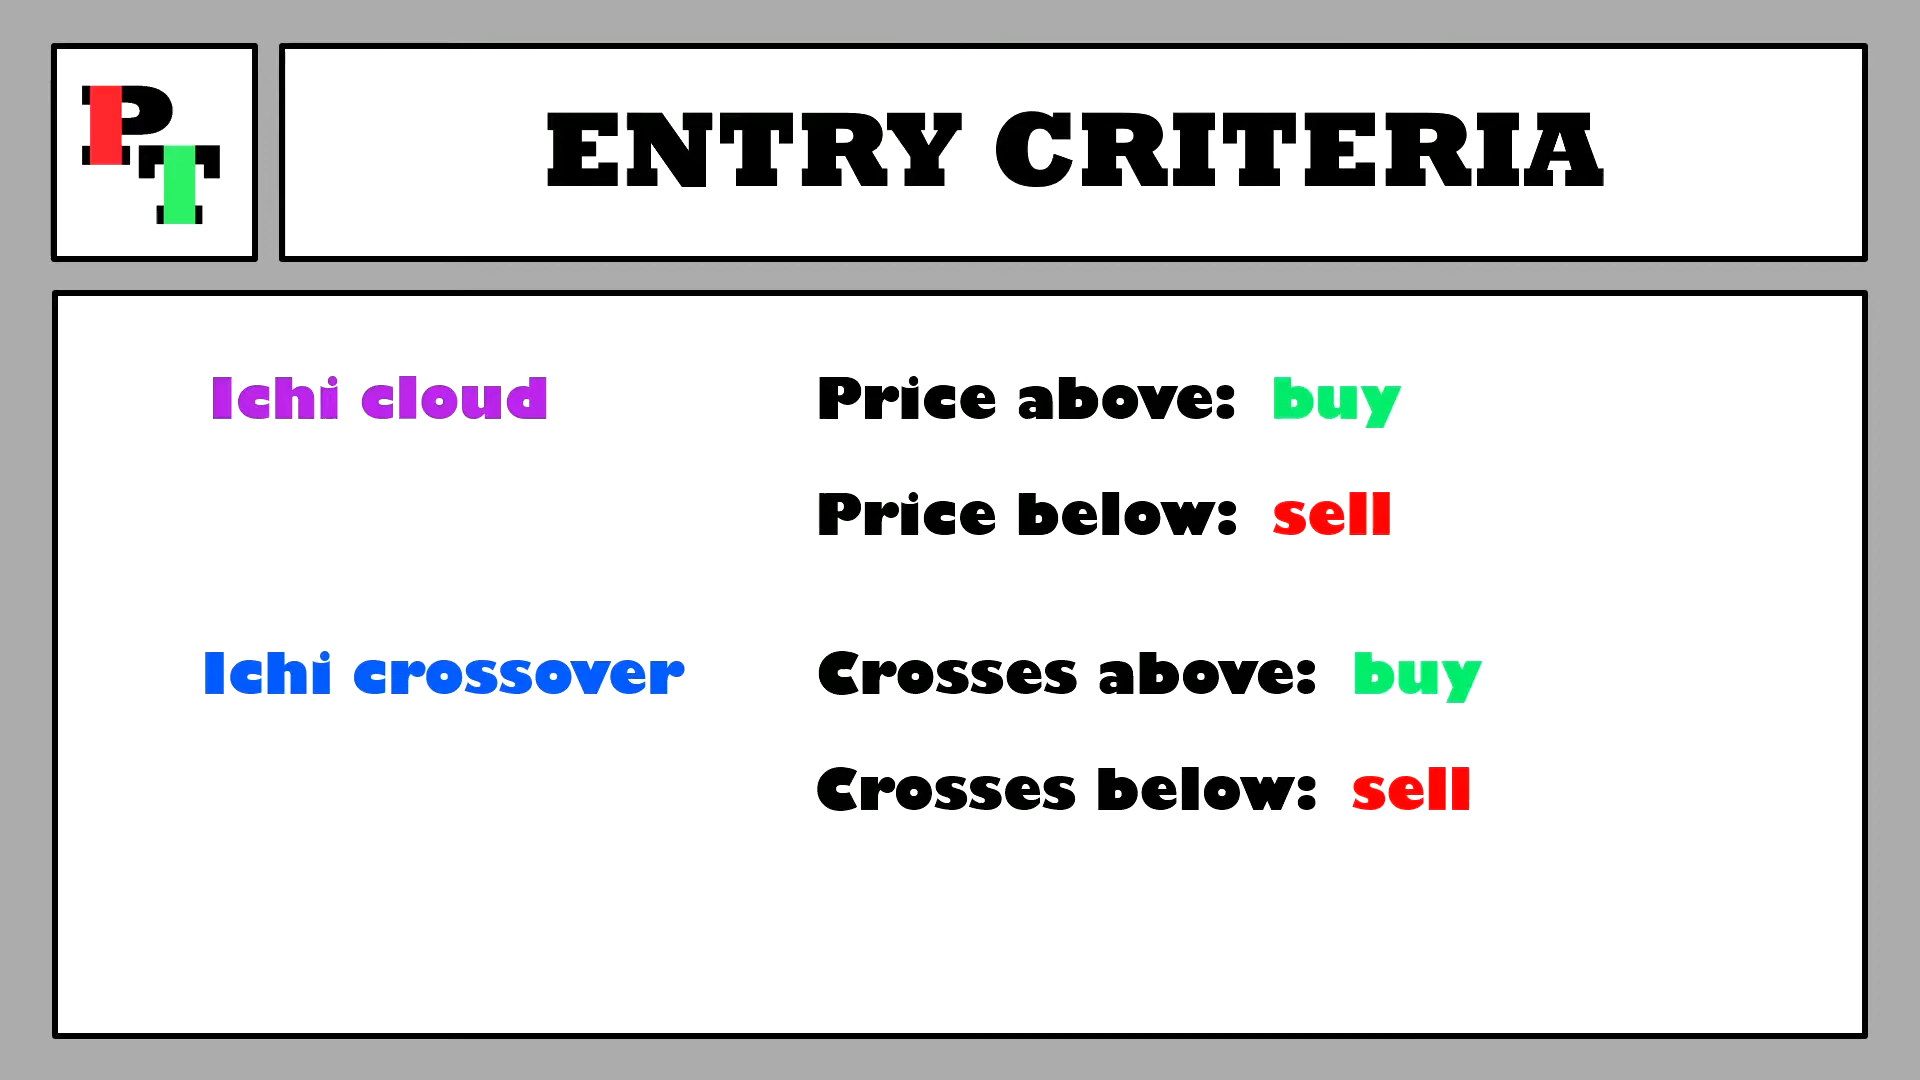 PT
ENTRY CRITERIA
Ichi cloud Price above: buy
Price below: sell
Ichi crossover Crosses above: buy
Crosses below: sell